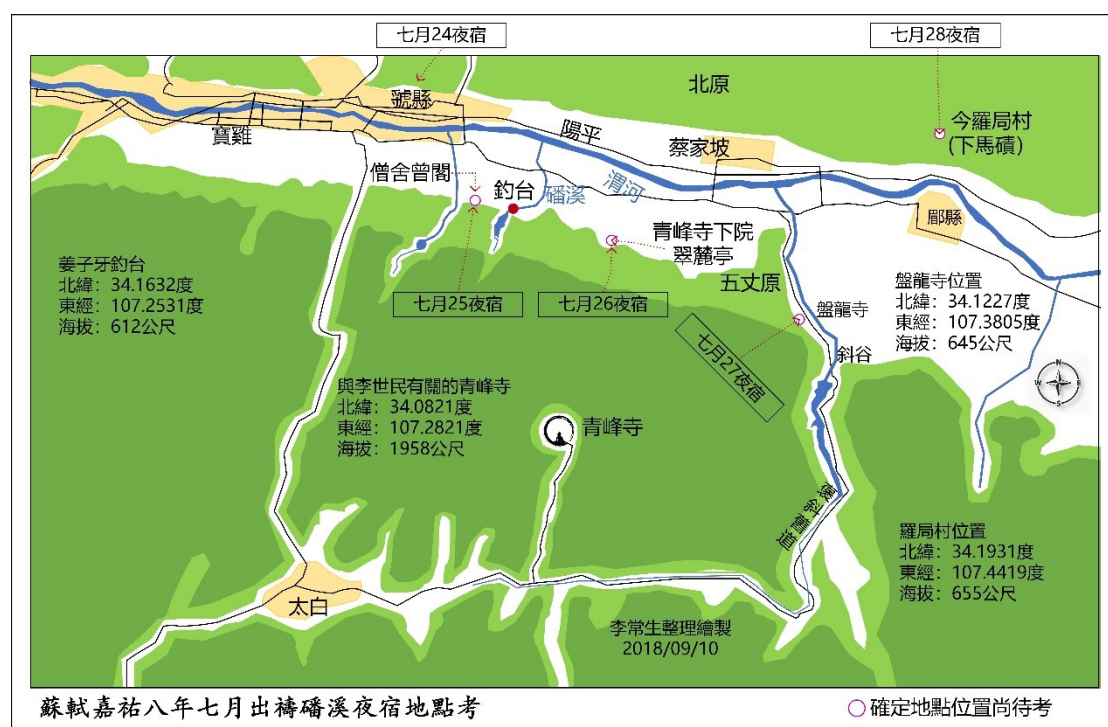 七月24夜宿
七月28夜宿
北原
虢縣
今羅局村
(下馬磧)
陽平
蔡家坡
寶雞
僧舍曾閣
釣台
磻溪
渭河
郿縣
青峰寺下院
翠麓亭
五丈原
姜子牙釣台
北緯：34.1632度
東經：107.2531度
海拔：612公尺
七月25夜宿
七月26夜宿
七月27夜宿
盤龍寺
斜谷
盤龍寺位置
北緯：34.1227度
東經：107.3805度
海拔：645公尺
N
W
E
S
與李世民有關的青峰寺
北緯：34.0821度
東經：107.2821度
海拔：1958公尺
青峰寺
褒斜舊道
羅局村位置
北緯：34.1931度
東經：107.4419度
海拔：655公尺
太白
李常生整理繪製
2018/09/10
蘇軾嘉祐八年七月出禱磻溪夜宿地點考
確定地點位置尚待考